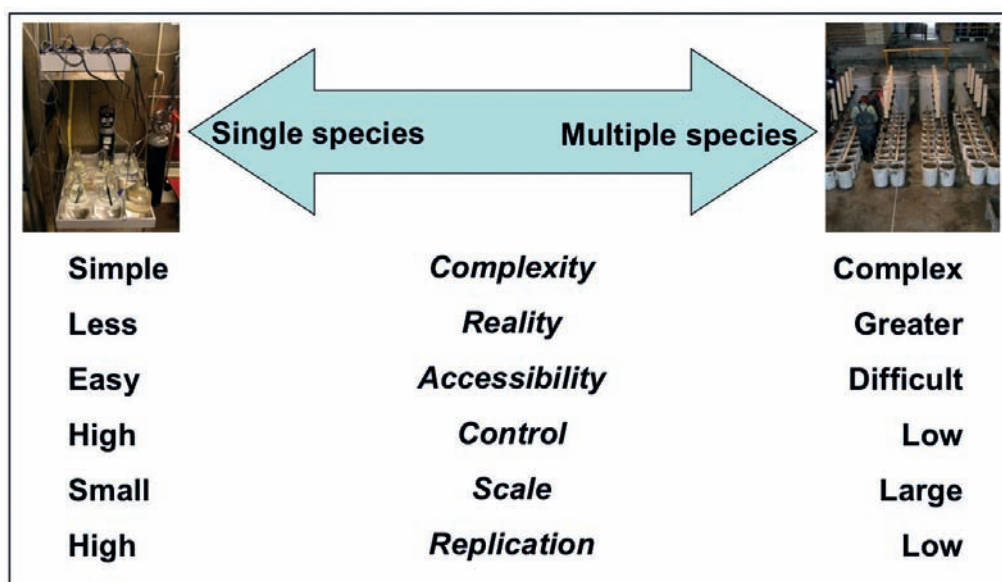 Single species Multiple species
Simple Complexity Complex
Less Reality Greater
Easy Accessibility Difficult
High Control Low
Small Scale Large
High Replication Low